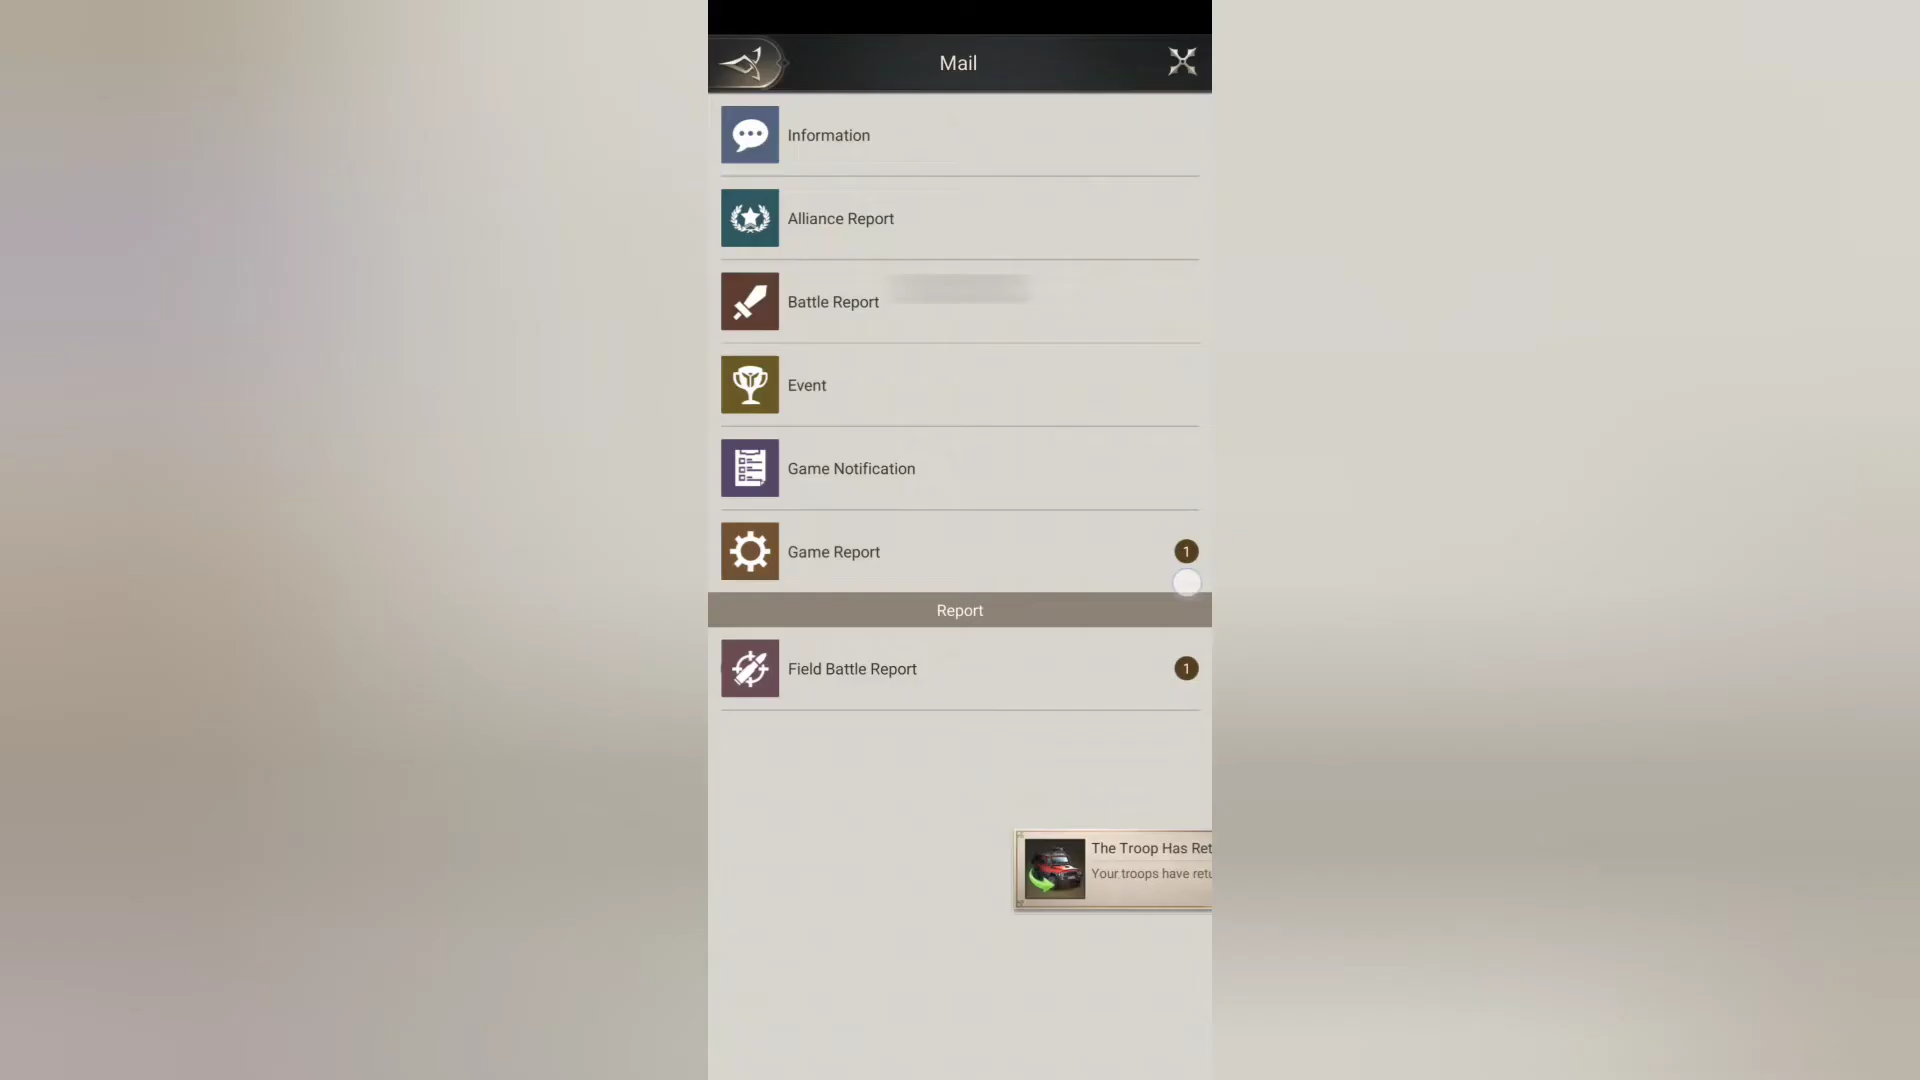 Mail
Information
Alliance Report
Battle Report
Event
Game Notification
Game Report
1
Report
Field Battle Report
1
The Troop Has Ret
Your troops have retu